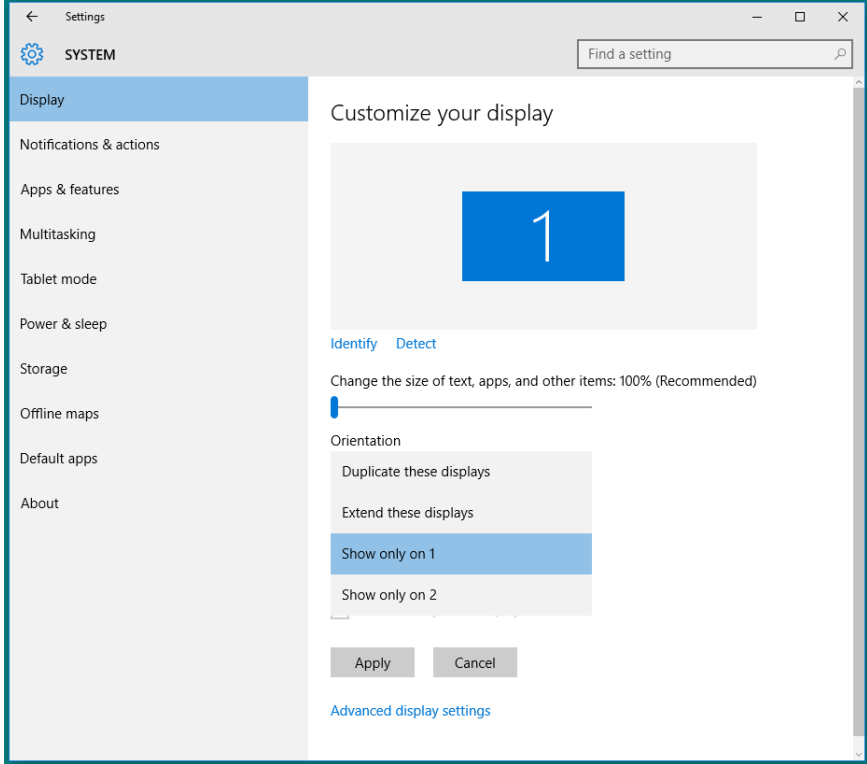 Settings
SYSTEM
Find a setting
Display
Notifications & actions
Apps & features
Multitasking
Tablet mode
Power & sleep
Storage
Offline maps
Default apps
About
Customize your display
1
Identify Detect
Change the size of text, apps, and other items: 100% (Recommended)
Orientation
Duplicate these displays
Extend these displays
Show only on 1
Show only on 2
Apply Cancel
Advanced display settings